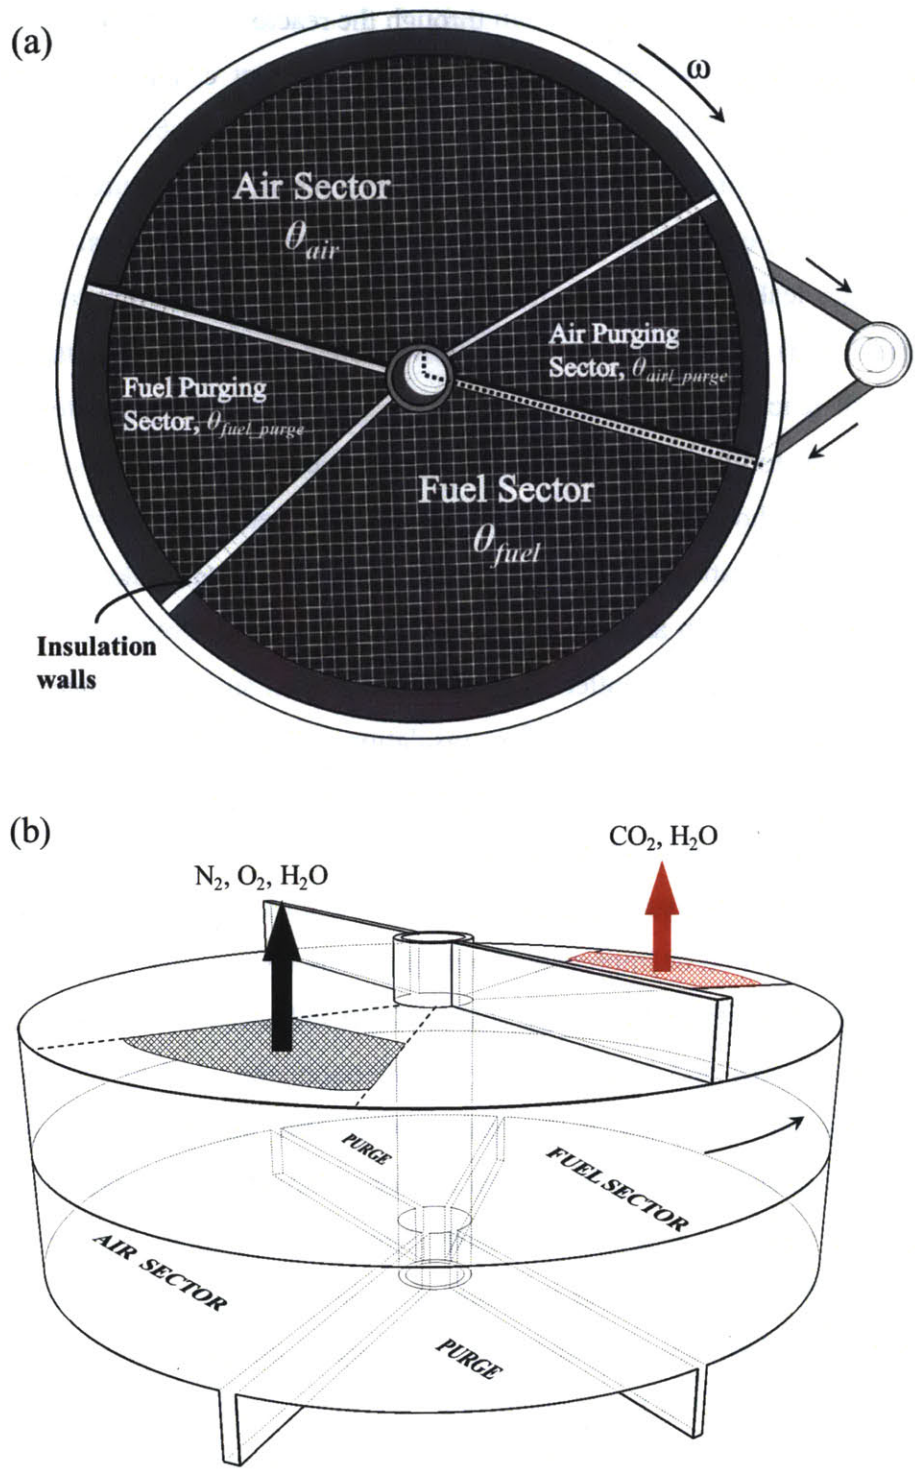 (a)
ω
Air Sector
θair
Air Purging
Sector, θairl_purge
Fuel Purging
Sector, θfuel_purge
Fuel Sector
θfuel
Insulation
walls
(b)
CO2, H2O
N2, O2, H2O
PURGE
FUEL SECTOR
AIR SECTOR
PURGE